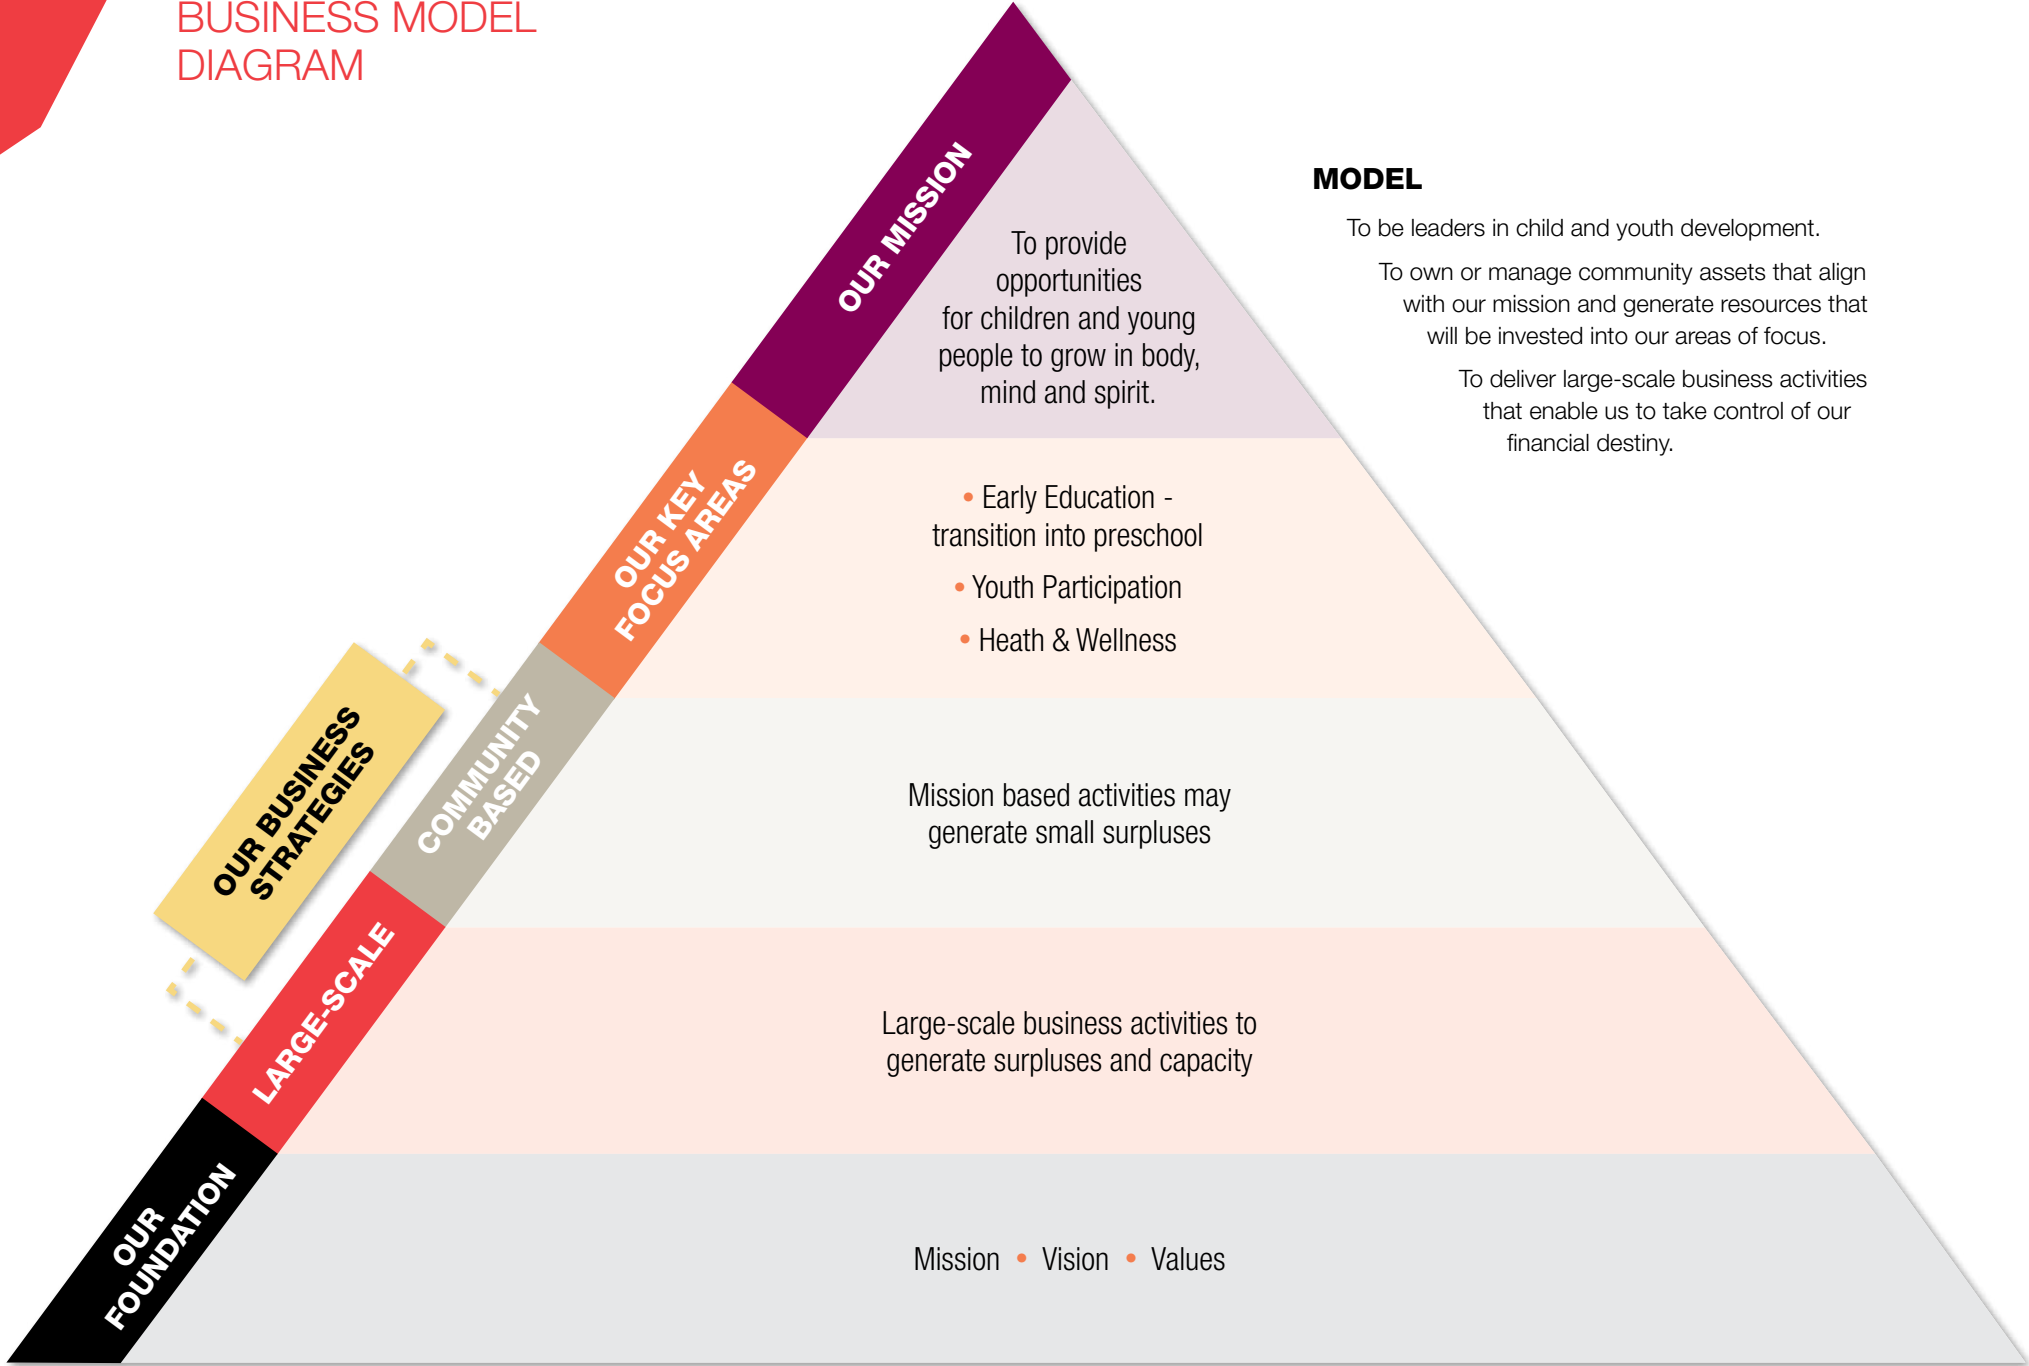 BUSINESS MODEL
DIAGRAM
MODEL
To be leaders in child and youth development.
To own or manage community assets that align
with our mission and generate resources that
will be invested into our areas of focus.
To deliver large-scale business activities
that enable us to take control of our
financial destiny.
OUR MISSION
To provide
opportunities
for children and young
people to grow in body,
mind and spirit.
OUR KEY
FOCUS AREAS
• Early Education -
transition into preschool
• Youth Participation
• Heath & Wellness
OUR BUSINESS
STRATEGIES
COMMUNITY
BASED
Mission based activities may
generate small surpluses
LARGE-SCALE
Large-scale business activities to
generate surpluses and capacity
OUR
FOUNDATION
Mission • Vision • Values